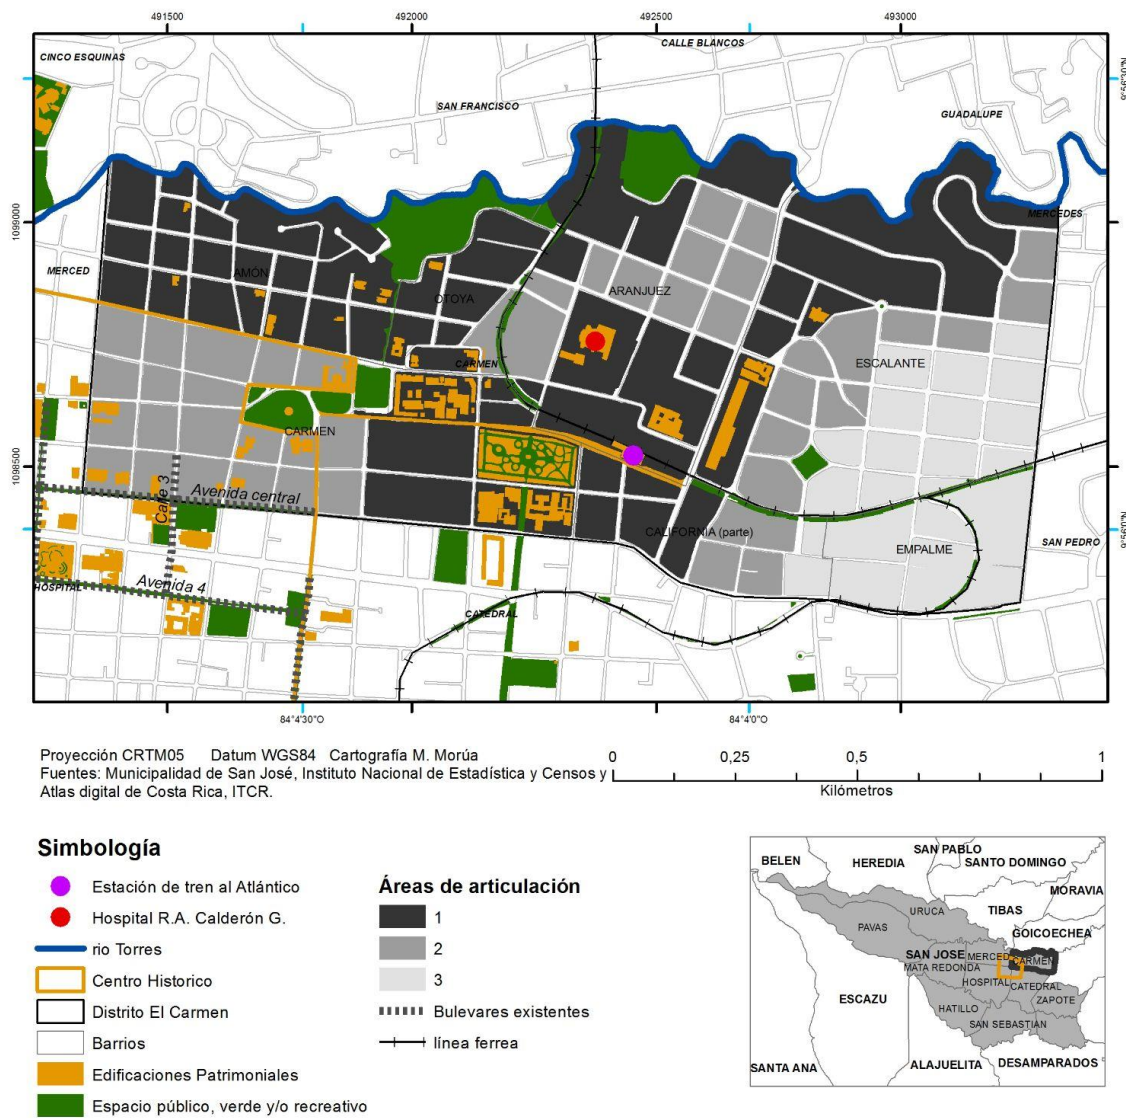 491500 492000 492500 493000
CINCO ESQUINAS
CALLE BLANCOS
SAN FRANCISCO
GUADALUPE
9°56'30"N
1099000
MERCEDES
MERCED
AMÓN
OTOYA
ARANJUEZ
CARMEN
ESCALANTE
CARMEN
1098500
Avenida central
Calle 3
CALIFORNIA (parte)
EMPALME
SAN PEDRO
9°56'0"N
HOSPITAL
Avenida 4
CATEDRAL
84°4'30"O 84°4'0"O
Proyección CRTM05 Datum WGS84 Cartografía M. Morúa
Fuentes: Municipalidad de San José, Instituto Nacional de Estadística y Censos y
Atlas digital de Costa Rica, ITCR.
0 0,25 0,5 1
Kilómetros
Simbología
Estación de tren al Atlántico
Hospital R.A. Calderón G.
rio Torres
Centro Historico
Distrito El Carmen
Barrios
Edificaciones Patrimoniales
Espacio público, verde y/o recreativo
Áreas de articulación
1
2
3
Bulevares existentes
línea ferrea
BELEN
HEREDIA
SAN PABLO
SANTO DOMINGO
MORAVIA
TIBAS
GOICOECHEA
URUCA
PAVAS
SAN JOSE
MERCED
CARMEN
MATA REDONDA
HOSPITAL
CATEDRAL
ZAPOTE
ESCAZU
HATILLO
SAN SEBASTIAN
SANTA ANA
ALAJUELITA
DESAMPARADOS